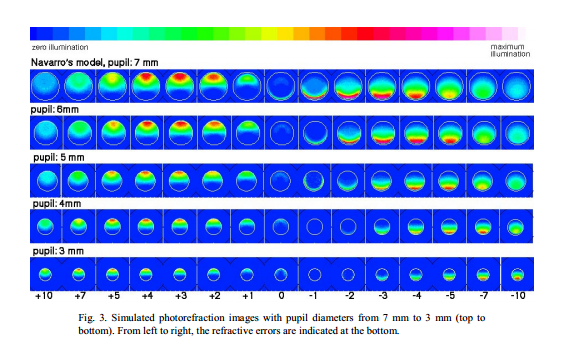 zero illumination
maximum
illumination
Navarro's model, pupil: 7 mm
pupil: 6mm
pupil: 5 mm
pupil: 4mm
pupil: 3 mm
+10 +7 +5 +4 +3 +2 +1 0 -1 -2 -3 -4 -5 -7 -10
Fig. 3. Simulated photorefraction images with pupil diameters from 7 mm to 3 mm (top to
bottom). From left to right, the refractive errors are indicated at the bottom.